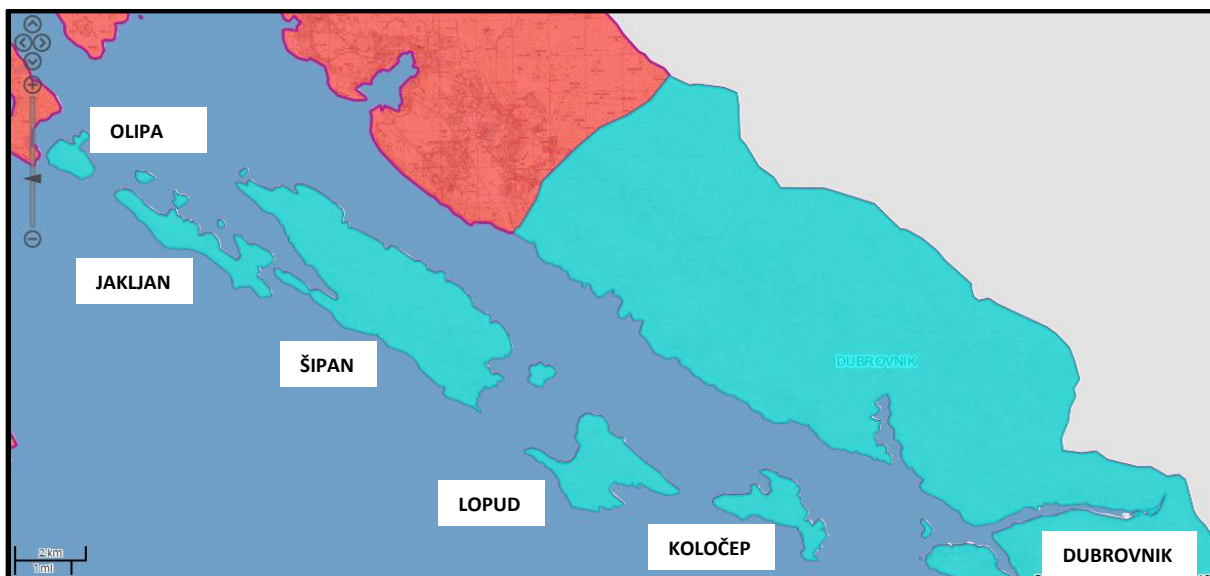 OLIPA
JAKLJAN
ŠIPAN
DUBROVNIK
LOPUD
KOLOČEP
DUBROVNIK
2 km
1 mi